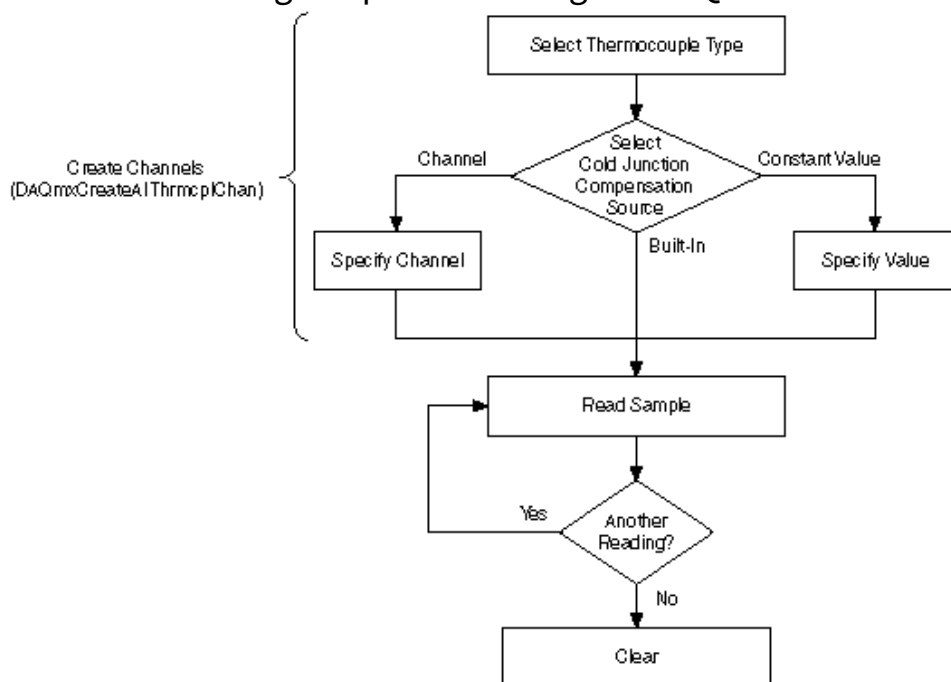 Select Thermocouple Type
Create Channels
(DAQmxCreateAIThrmcplChan)
Channel
Select
Cold Junction
Compensation
Source
Constant Value
Specify Channel
Built-In
Specify Value
Read Sample
Yes
Another
Reading?
No
Clear